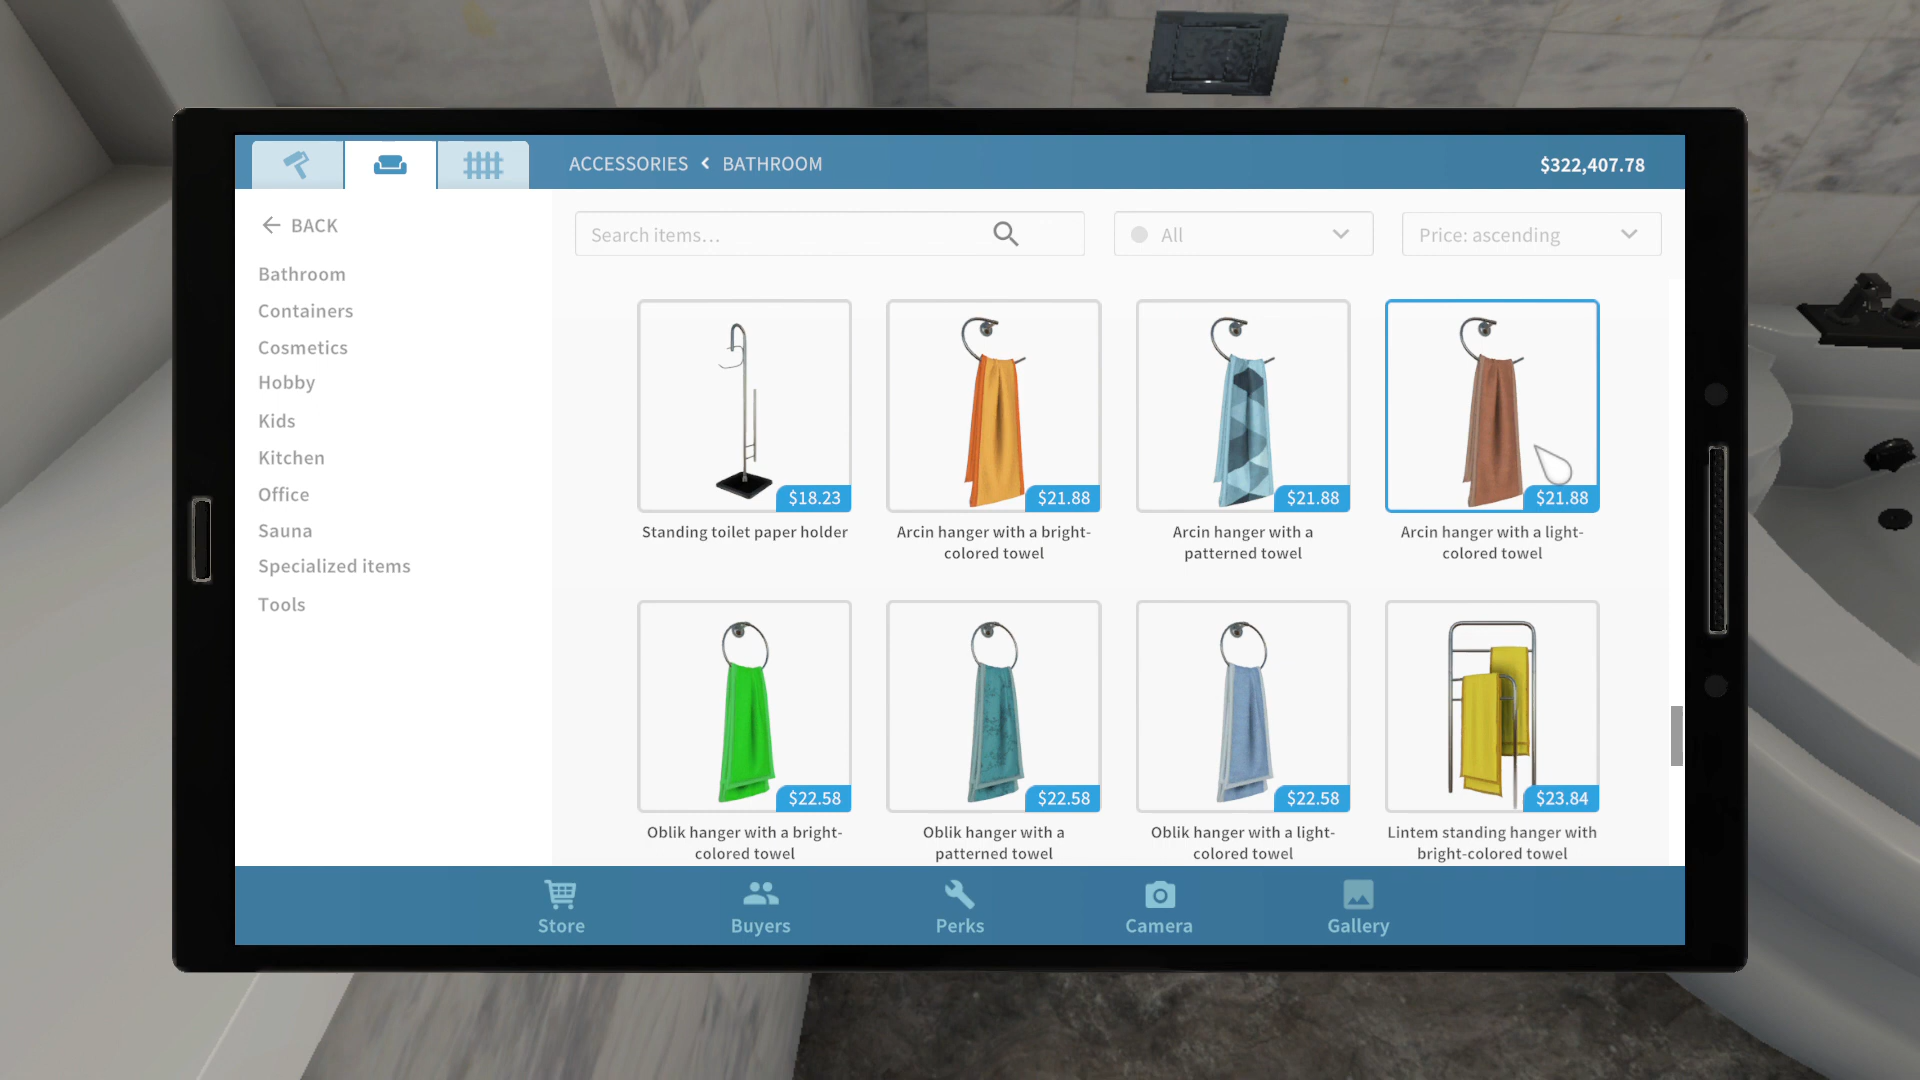 ACCESSORIES BATHROOM
$322,407.78
BACK
Search items...
All
Price: ascending
Bathroom
Containers
Cosmetics
Hobby
Kids
Kitchen
Office
Sauna
Specialized items
Tools
$18.23
Standing toilet paper holder
$21.88
Arcin hanger with a bright-
colored towel
$21.88
Arcin hanger with a
patterned towel
$21.88
Arcin hanger with a light-
colored towel
$22.58
Oblik hanger with a bright-
colored towel
$22.58
Oblik hanger with a
patterned towel
$22.58
Oblik hanger with a light-
colored towel
$23.84
Lintem standing hanger with
bright-colored towel
Store
Buyers
Perks
Camera
Gallery